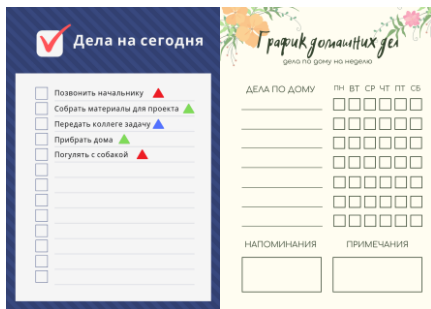 Дела на сегодня
Позвонить начальнику
Собрать материалы для проекта
Передать коллеге задачу
Прибрать дома
Погулять с собакой
График домашних дел
дела по дому на неделю
ДЕЛА ПО ДОМУ ПН ВТ СР ЧТ ПТ СБ
НАПОМИНАНИЯ ПРИМЕЧАНИЯ